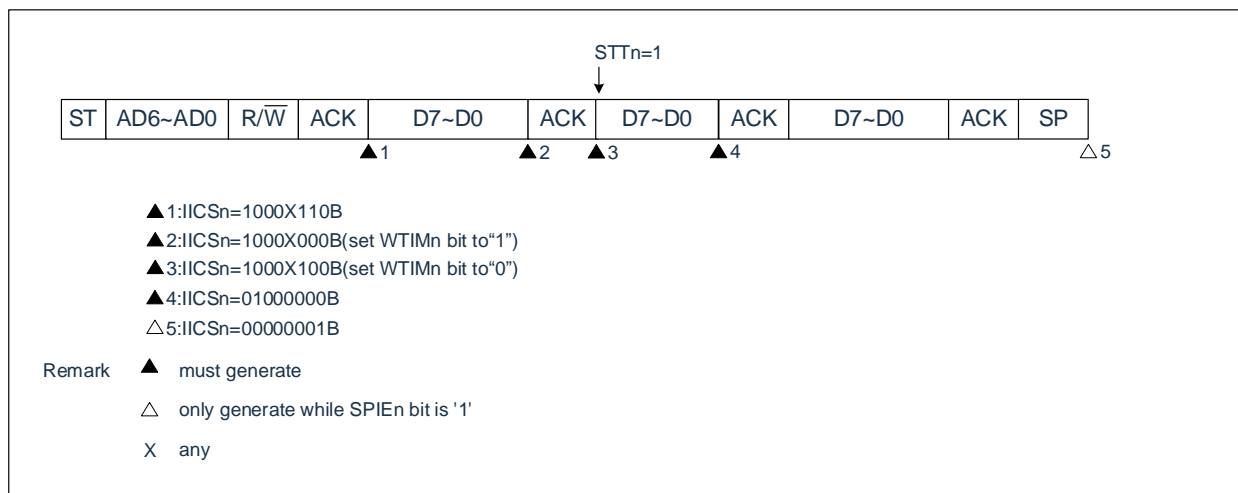 STTn=1
ST AD6~AD0 R/W ACK D7~D0 ACK D7~D0 ACK D7~D0 ACK SP
▲1 ▲2 ▲3 ▲4 △5
▲1:IICSn=1000X110B
▲2:IICSn=1000X000B(set WTIMn bit to“1”)
▲3:IICSn=1000X100B(set WTIMn bit to“0”)
▲4:IICSn=01000000B
△5:IICSn=00000001B
Remark ▲ must generate
△ only generate while SPIEn bit is '1'
X any